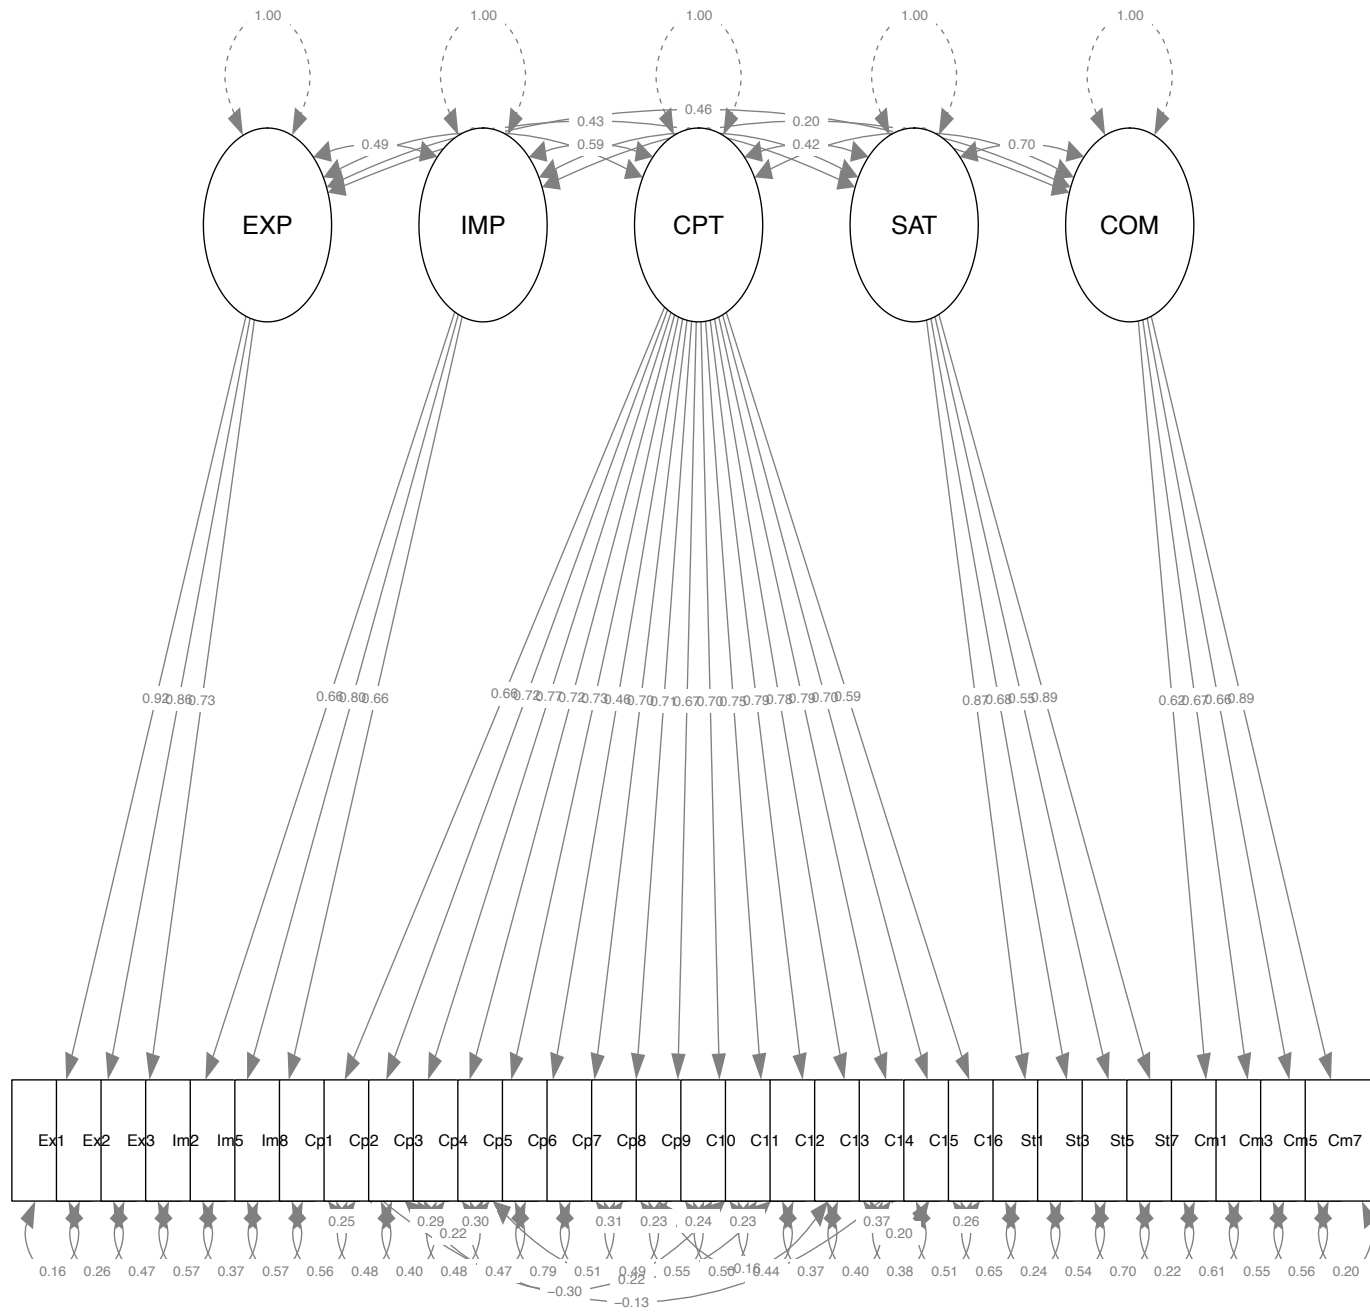 1.00 1.00 1.00 1.00 1.00
0.46
0.43 0.20
0.49 0.59 0.42 0.70
EXP IMP CPT SAT COM
0.92 0.86 0.73 0.66 0.80 0.66 0.66 0.72 0.77 0.72 0.73 0.46 0.70 0.71 0.67 0.70 0.75 0.79 0.78 0.79 0.70 0.59 0.87 0.68 0.55 0.89 0.62 0.67 0.66 0.89
Ex1 Ex2 Ex3 Im2 Im5 Im8 Cp1 Cp2 Cp3 Cp4 Cp5 Cp6 Cp7 Cp8 Cp9 C10 C11 C12 C13 C14 C15 C16 St1 St3 St5 St7 Cm1 Cm3 Cm5 Cm7
0.25 0.29 0.30 0.31 0.23 0.24 0.23 0.37 0.26
0.22 0.20
0.16 0.26 0.47 0.57 0.37 0.57 0.56 0.48 0.40 0.48 0.47 0.79 0.51 0.49 0.55 0.50 −0.16 0.44 0.37 0.40 0.38 0.51 0.65 0.24 0.54 0.70 0.22 0.61 0.55 0.56 0.20
0.22
−0.30
−0.13